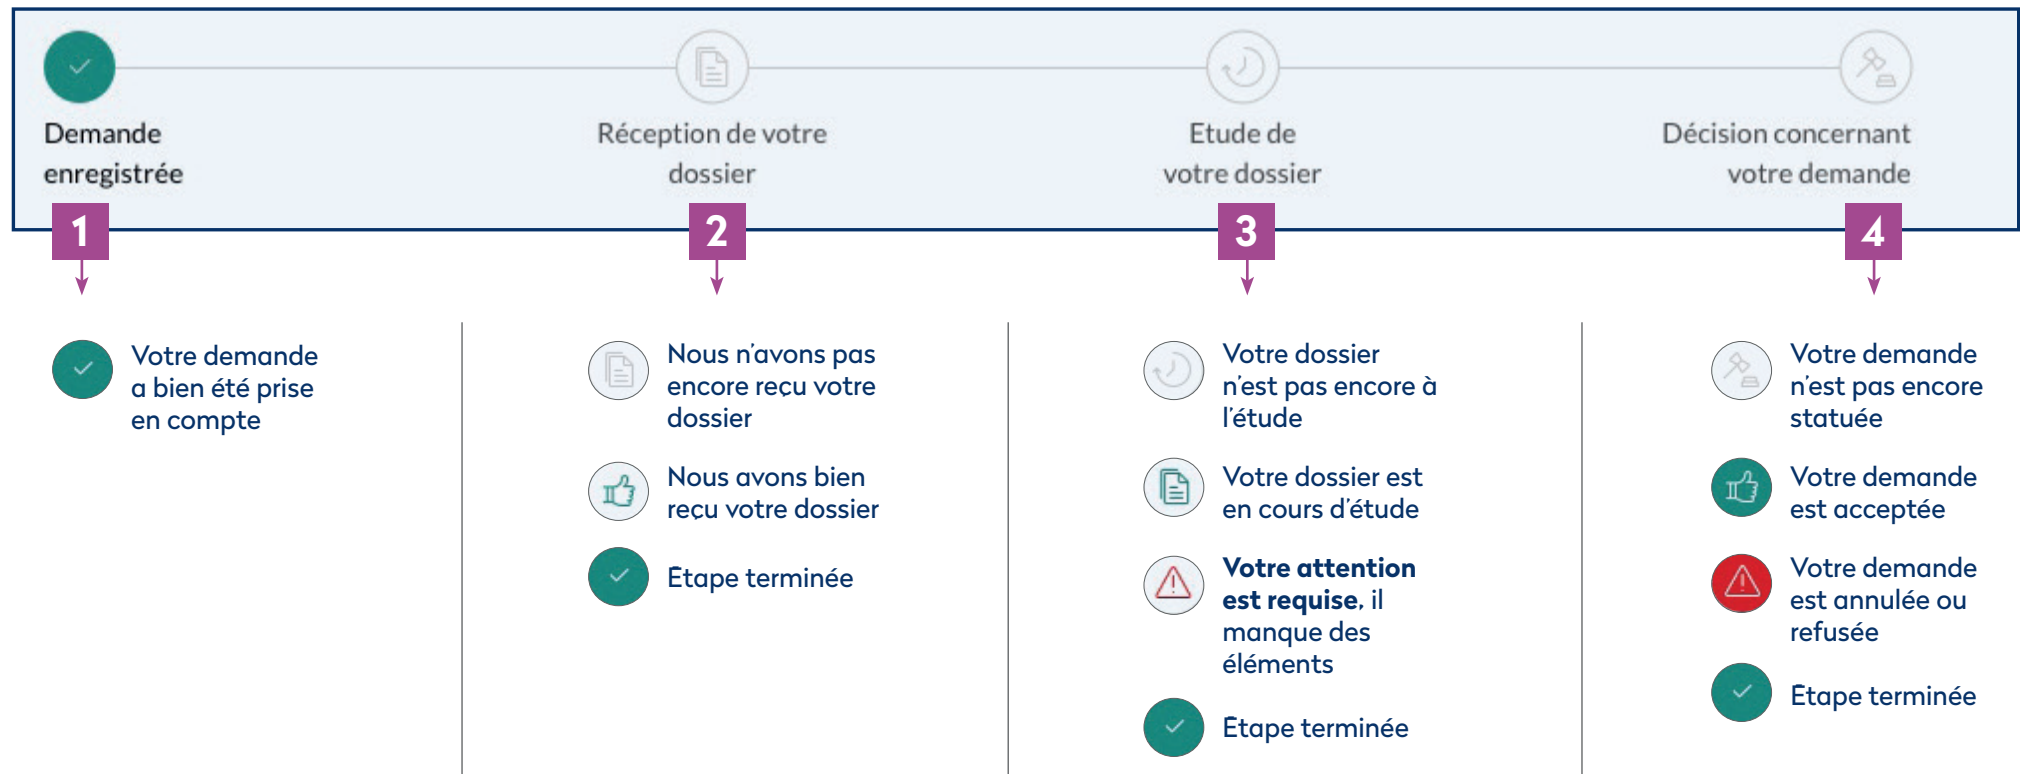 Demande
enregistrée
Réception de votre
dossier
Etude de
votre dossier
Décision concernant
votre demande
1
2
3
4
Votre demande
a bien été prise
en compte
Nous n'avons pas
encore reçu votre
dossier
Nous avons bien
reçu votre dossier
Etape terminée
Votre dossier
n'est pas encore à
l'étude
Votre dossier est
en cours d'étude
Votre attention
est requise, il
manque des
éléments
Etape terminée
Votre demande
n'est pas encore
statuée
Votre demande
est acceptée
Votre demande
est annulée ou
refusée
Etape terminée